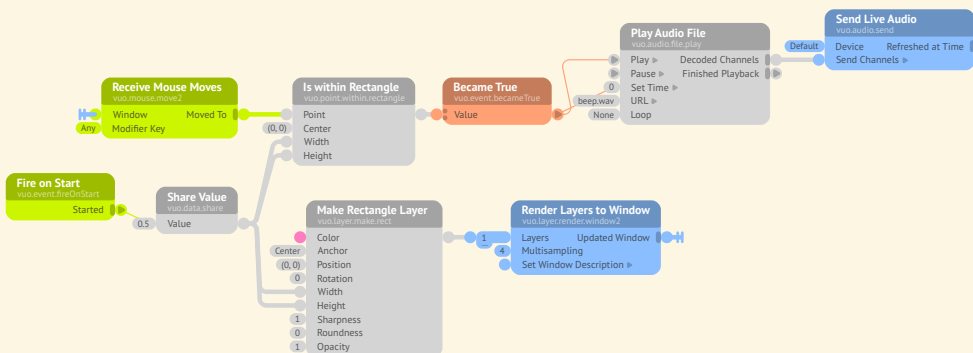 Receive Mouse Moves
vuo.mouse.move2
Window Moved To
Any Modifier Key
Fire on Start
vuo.event.fireOnStart
Started
Share Value
vuo.data.share
0.5 Value
Is within Rectangle
vuo.point.within.rectangle
Point
(0, 0) Center
Width
Height
Became True
vuo.event.becameTrue
Value
Play Audio File
vuo.audio.file.play
Play Decoded Channels
Pause Finished Playback
0 Set Time
beep.wav URL
None Loop
Send Live Audio
vuo.audio.send
Default Device Refreshed at Time
Send Channels
Make Rectangle Layer
vuo.layer.make.rect
Color
Center Anchor
(0, 0) Position
0 Rotation
Width
Height
1 Sharpness
0 Roundness
1 Opacity
Render Layers to Window
vuo.layer.render.window2
1 Layers Updated Window
4 Multisampling
Set Window Description